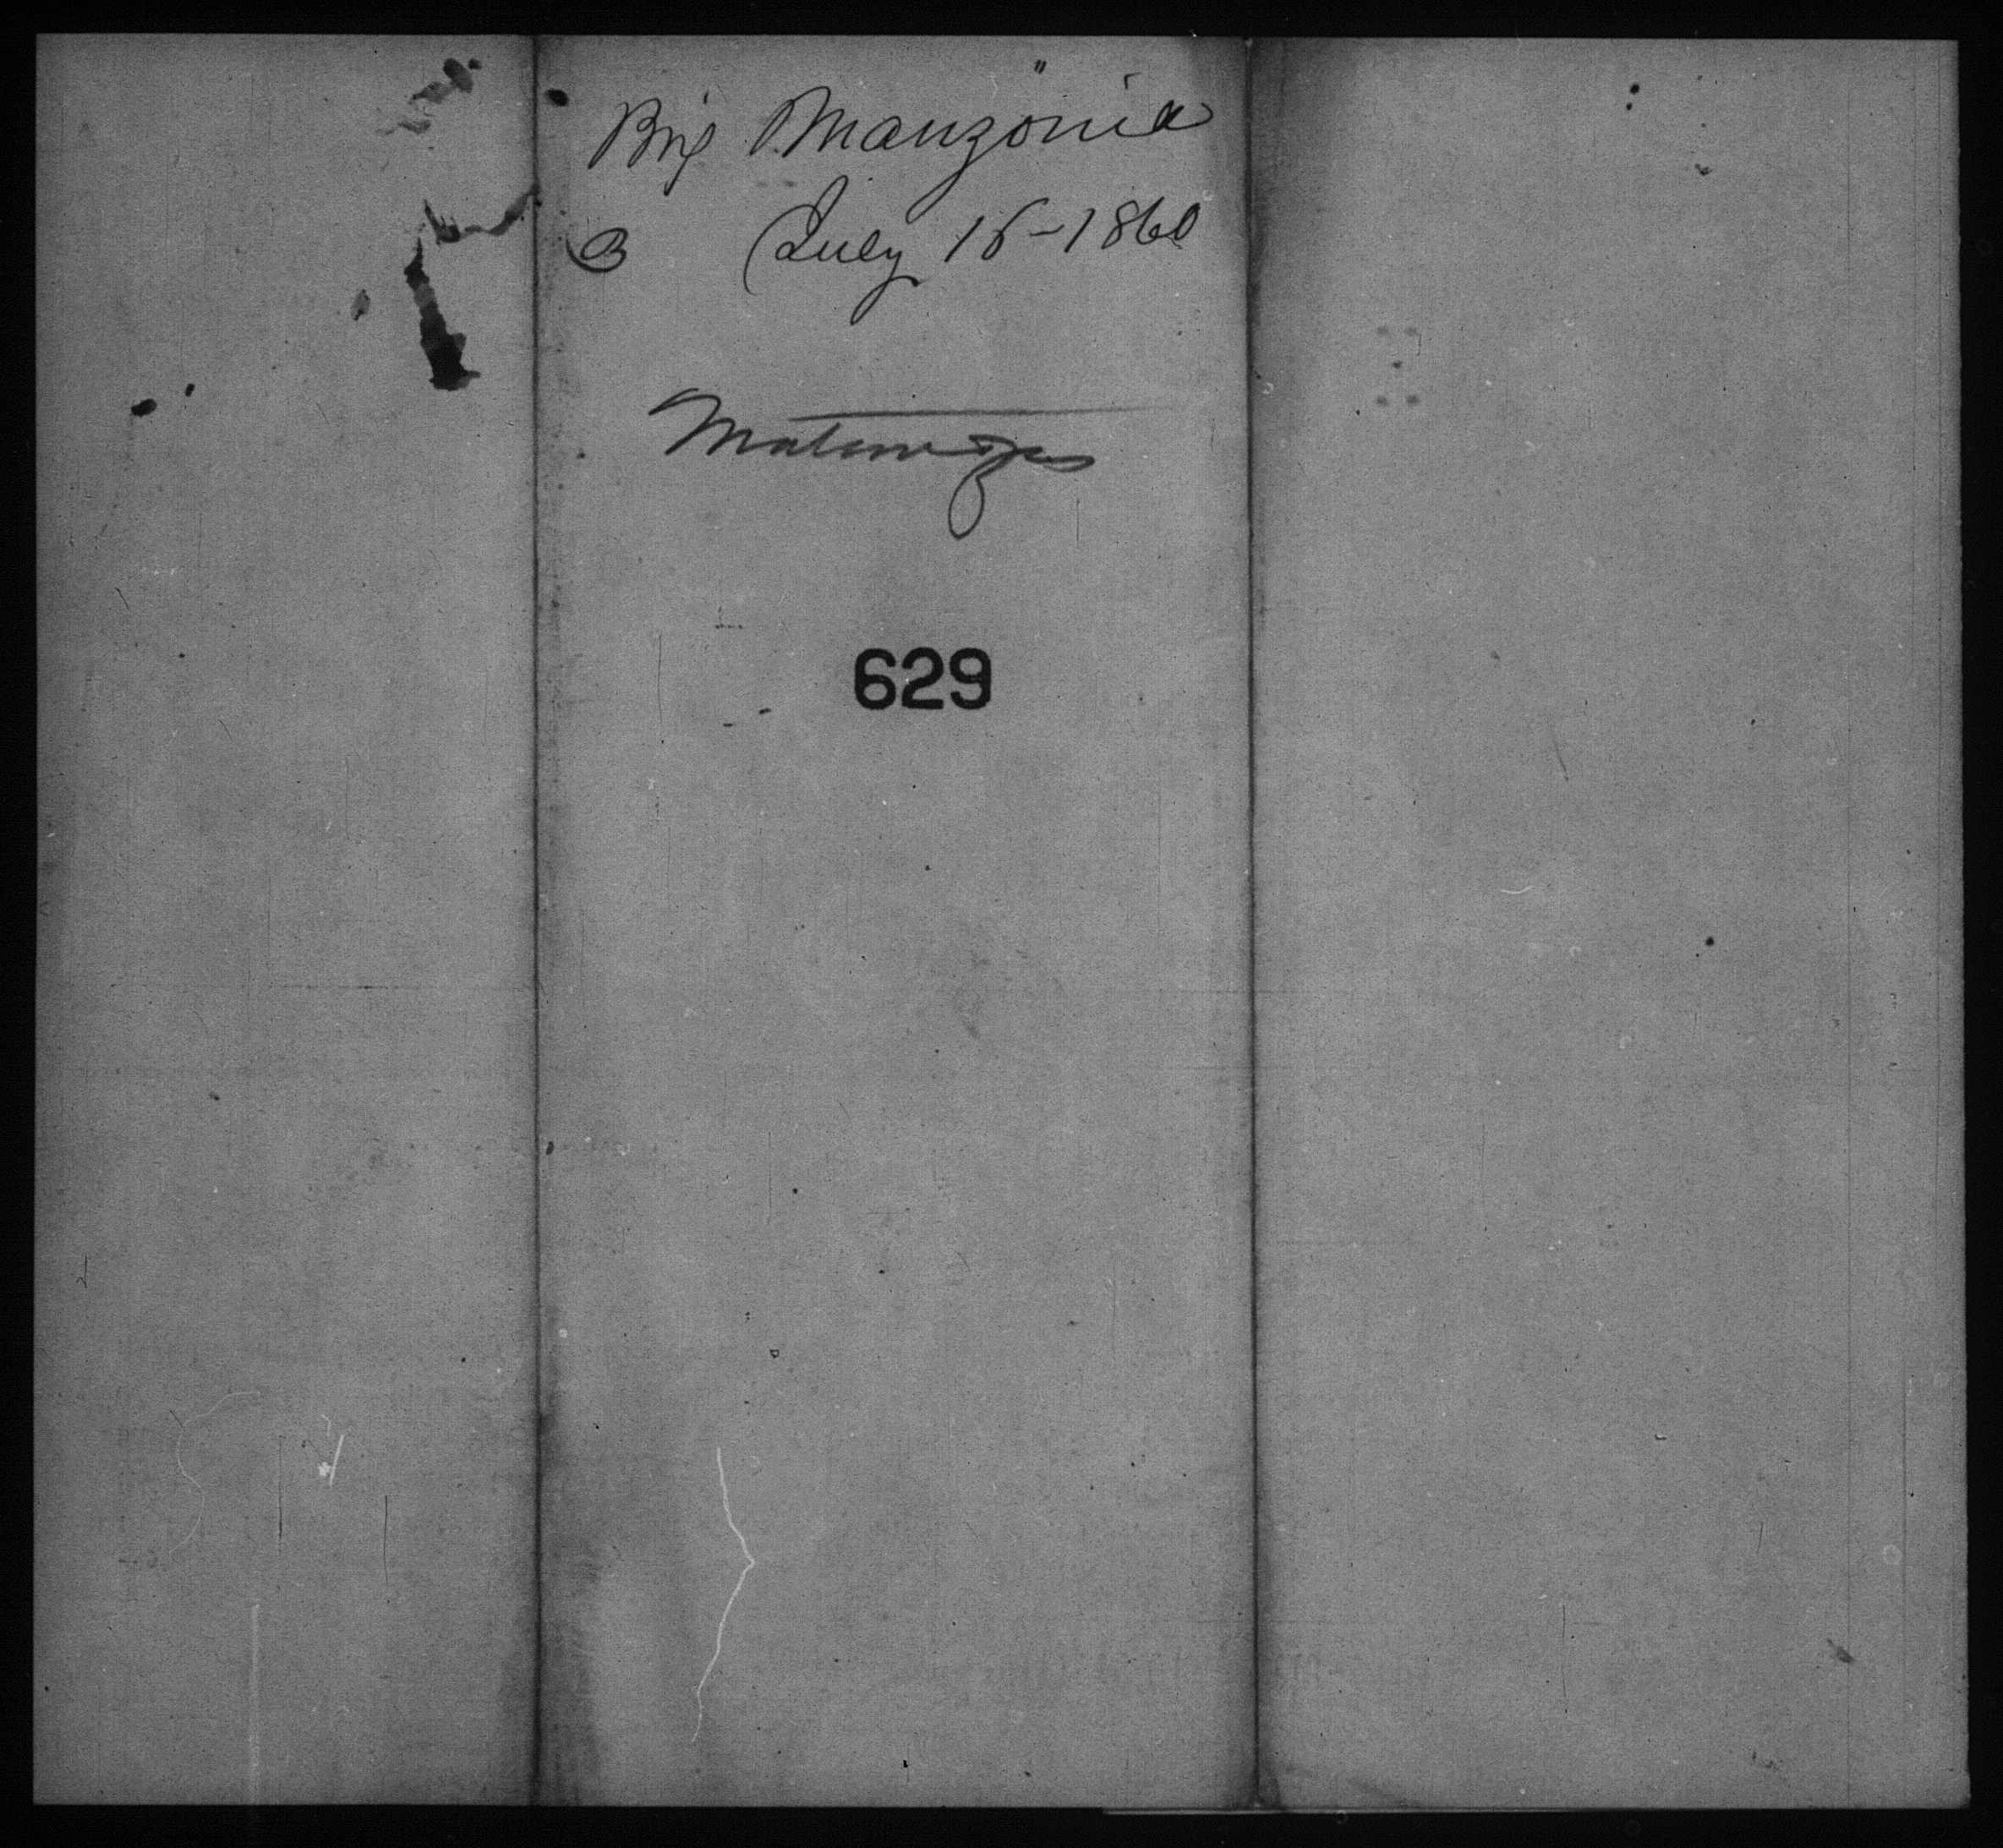 Brig Manzönia
B July 16-1860
Matanzas
629